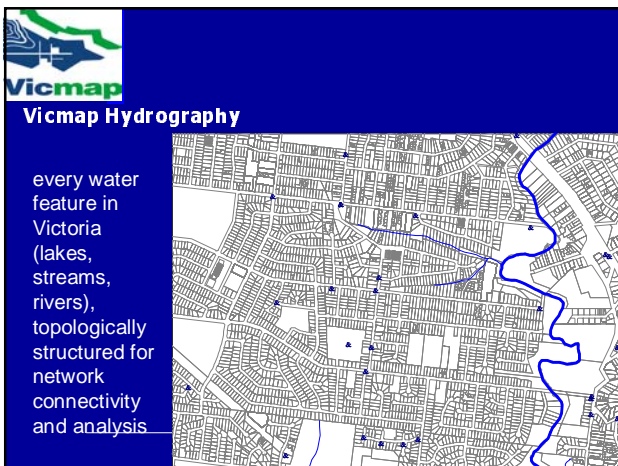 Vicmap
Vicmap Hydrography
every water
feature in
Victoria
(lakes,
streams,
rivers),
topologically
structured for
network
connectivity
and analysis